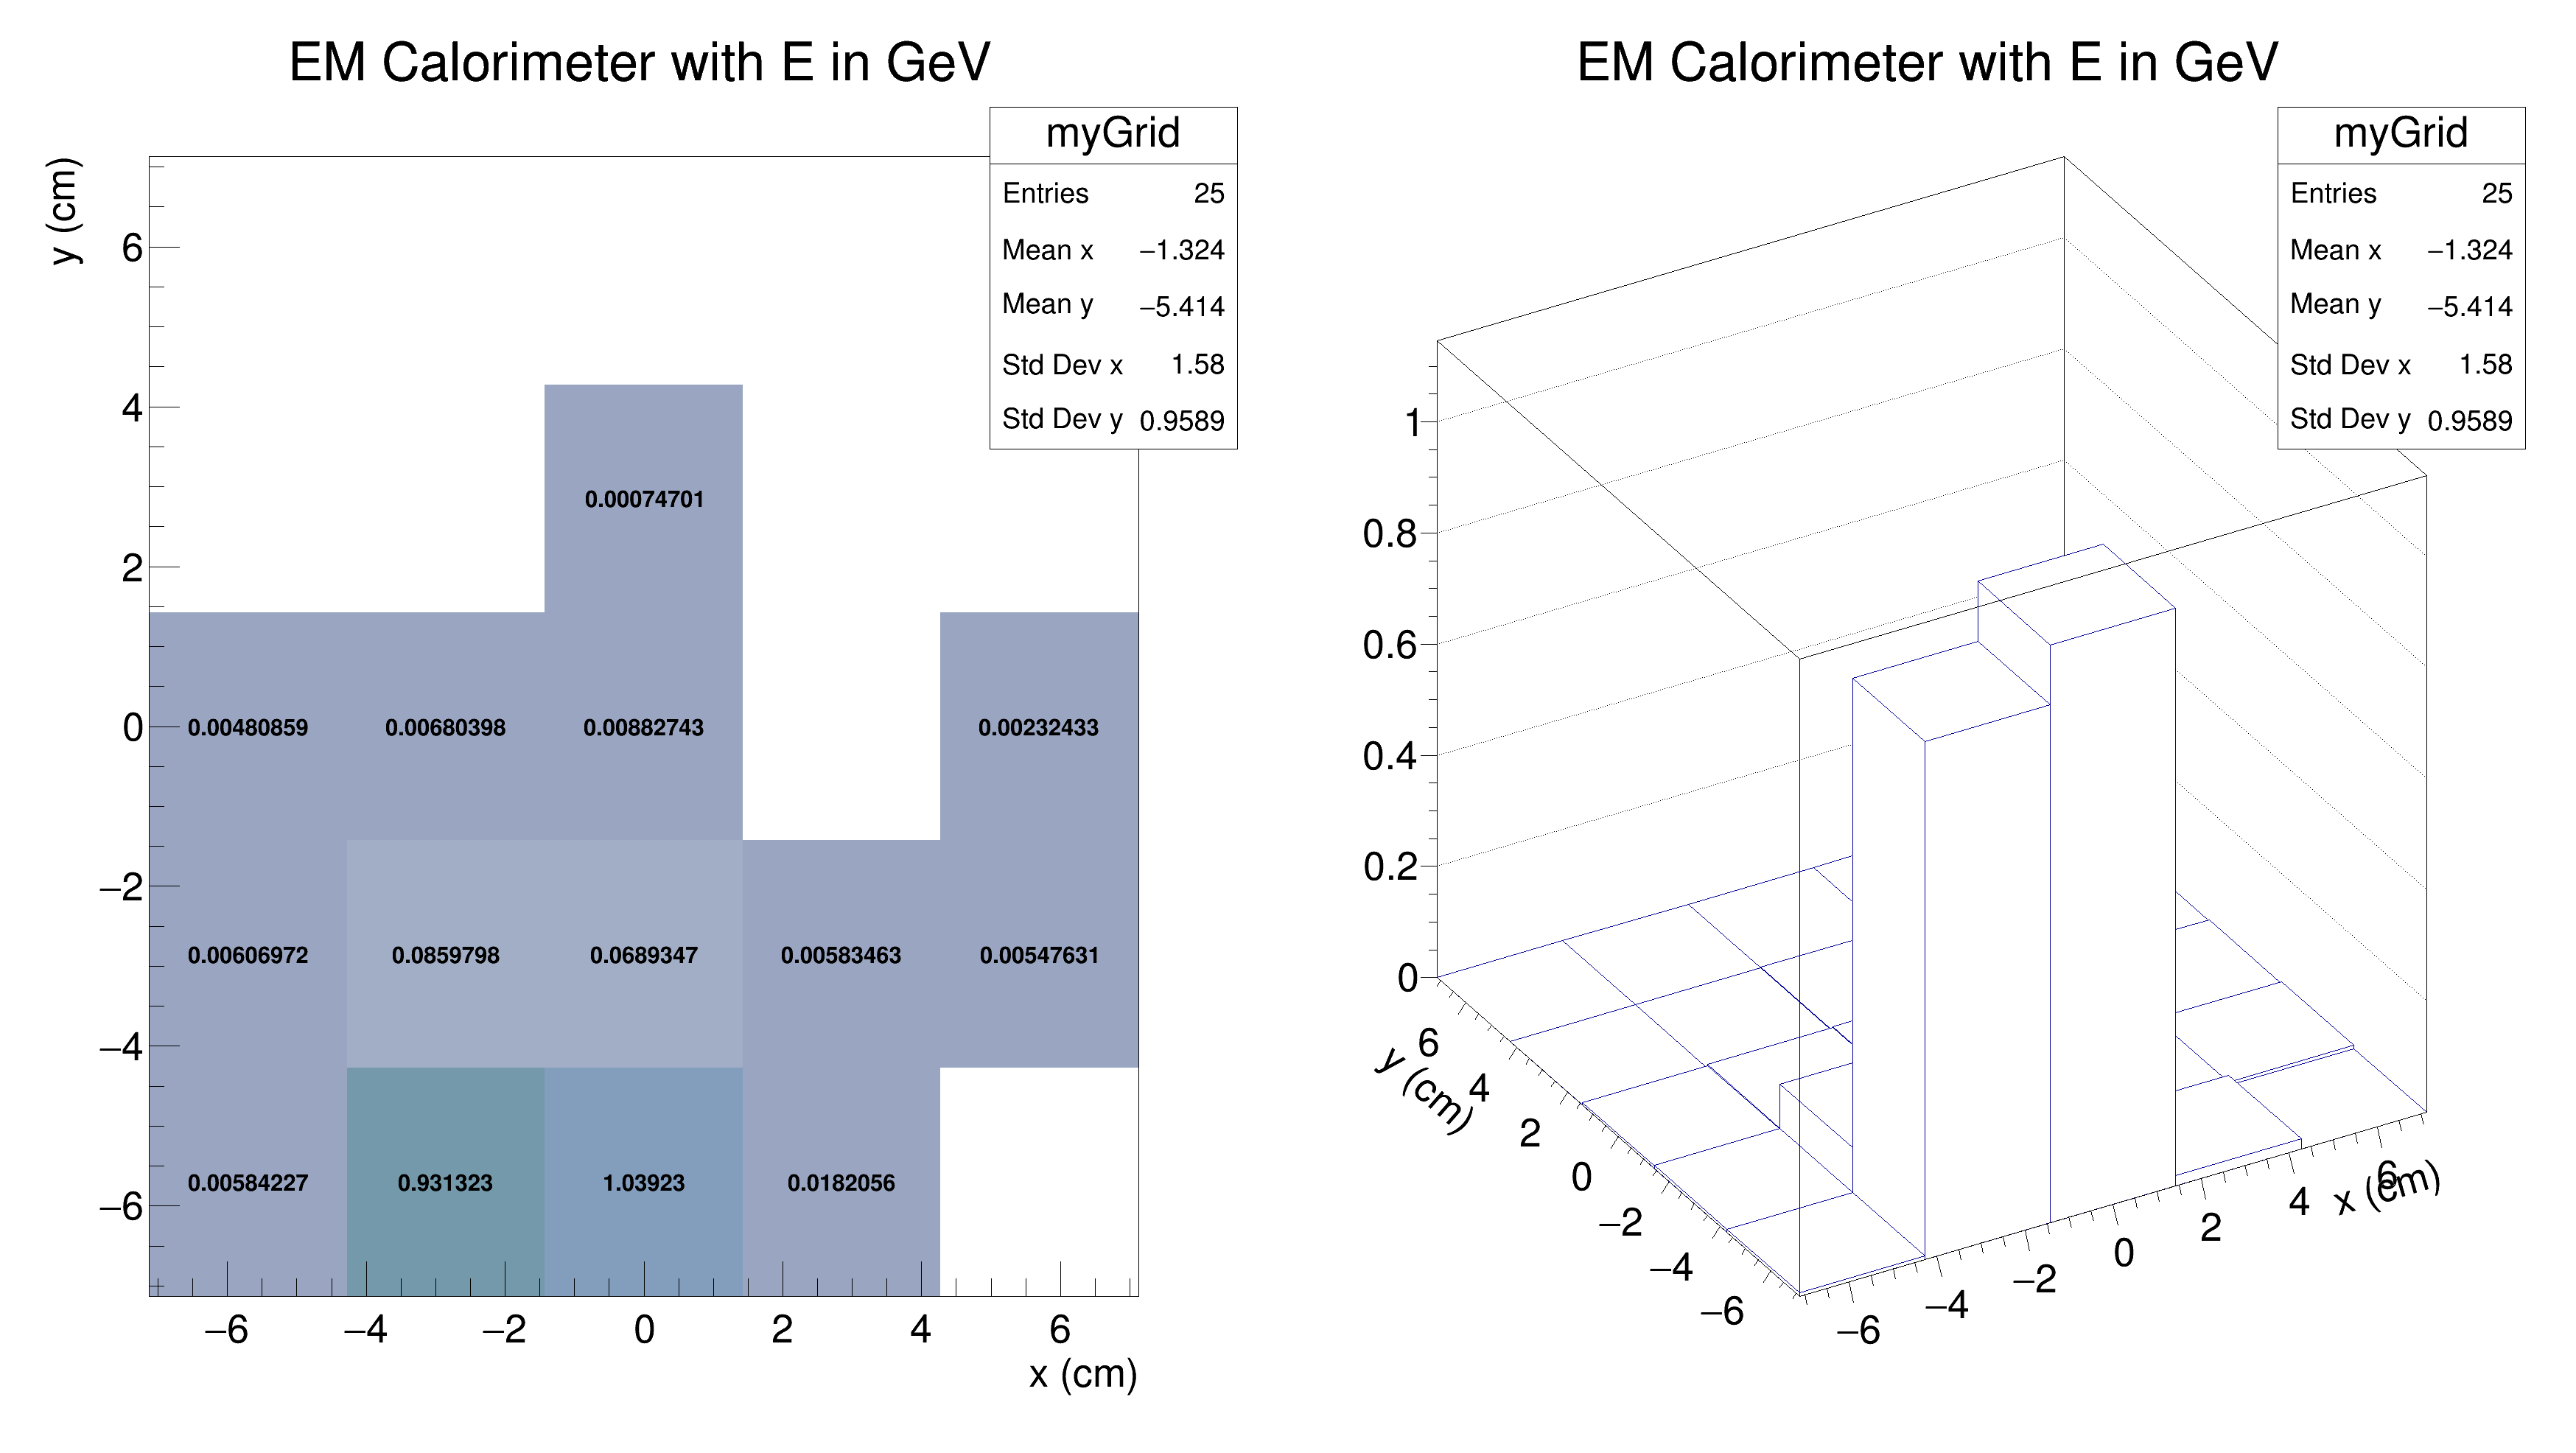 EM Calorimeter with E in GeV
myGrid
Entries 25
Mean x −1.324
Mean y −5.414
Std Dev x 1.58
Std Dev y 0.9589
y (cm)
6
4
2
0
−2
−4
−6
0.00074701
0.00480859 0.00680398 0.00882743 0.00232433
0.00606972 0.0859798 0.0689347 0.00583463 0.00547631
0.00584227 0.931323 1.03923 0.0182056
−6 −4 −2 0 2 4 6
x (cm)
EM Calorimeter with E in GeV
myGrid
Entries 25
Mean x −1.324
Mean y −5.414
Std Dev x 1.58
Std Dev y 0.9589
1
0.8
0.6
0.4
0.2
0
y (cm)
6
4
2
0
−2
−4
−6
−6 −4 −2 0 2 4 6
x (cm)